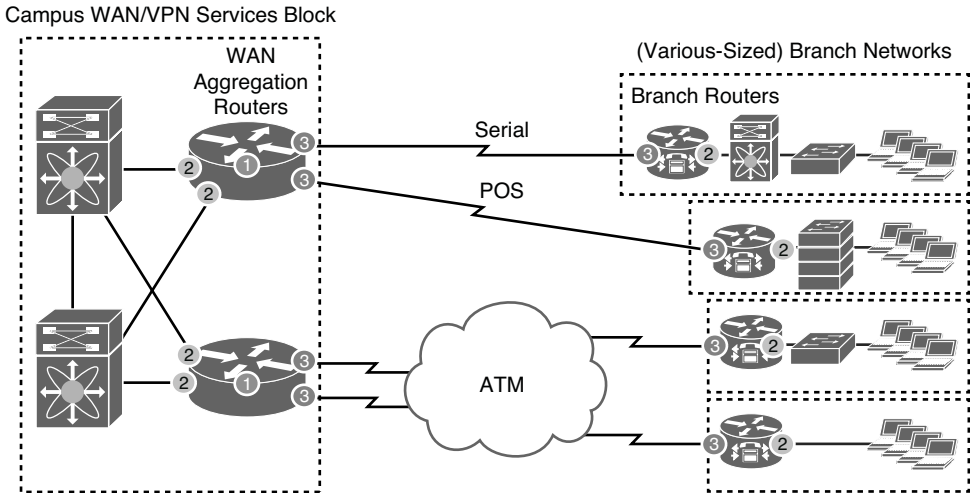 Campus WAN/VPN Services Block
WAN
Aggregation
Routers
(Various-Sized) Branch Networks
Branch Routers
Serial
POS
ATM
2
2
1
3
3
2
2
1
3
3
3
2
3
2
3
2
3
2